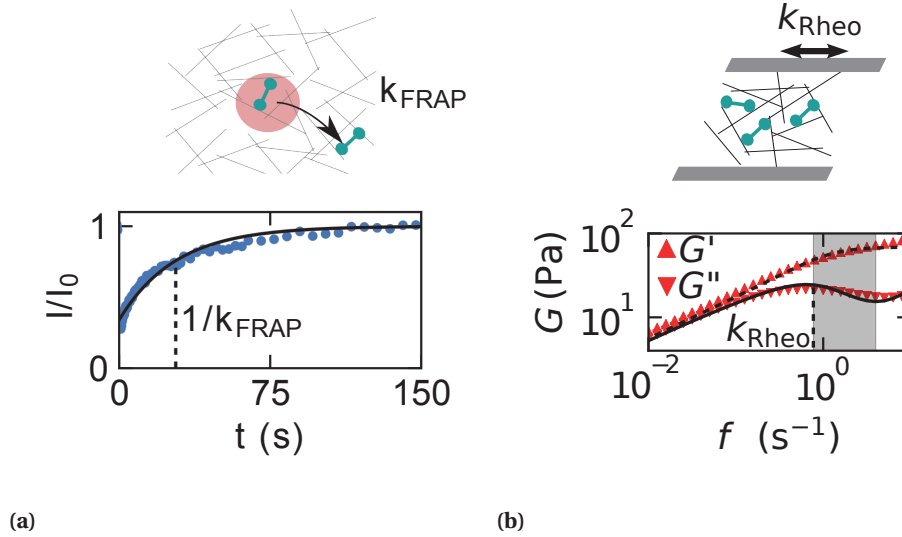 k_FRAP
1
I/I_0
1/k_FRAP
0
0 75 150
t (s)
(a)
k_Rheo
10^2
G (Pa)
10^1
G'
G"
k_Rheo
10^-2 10^0
f (s^-1)
(b)